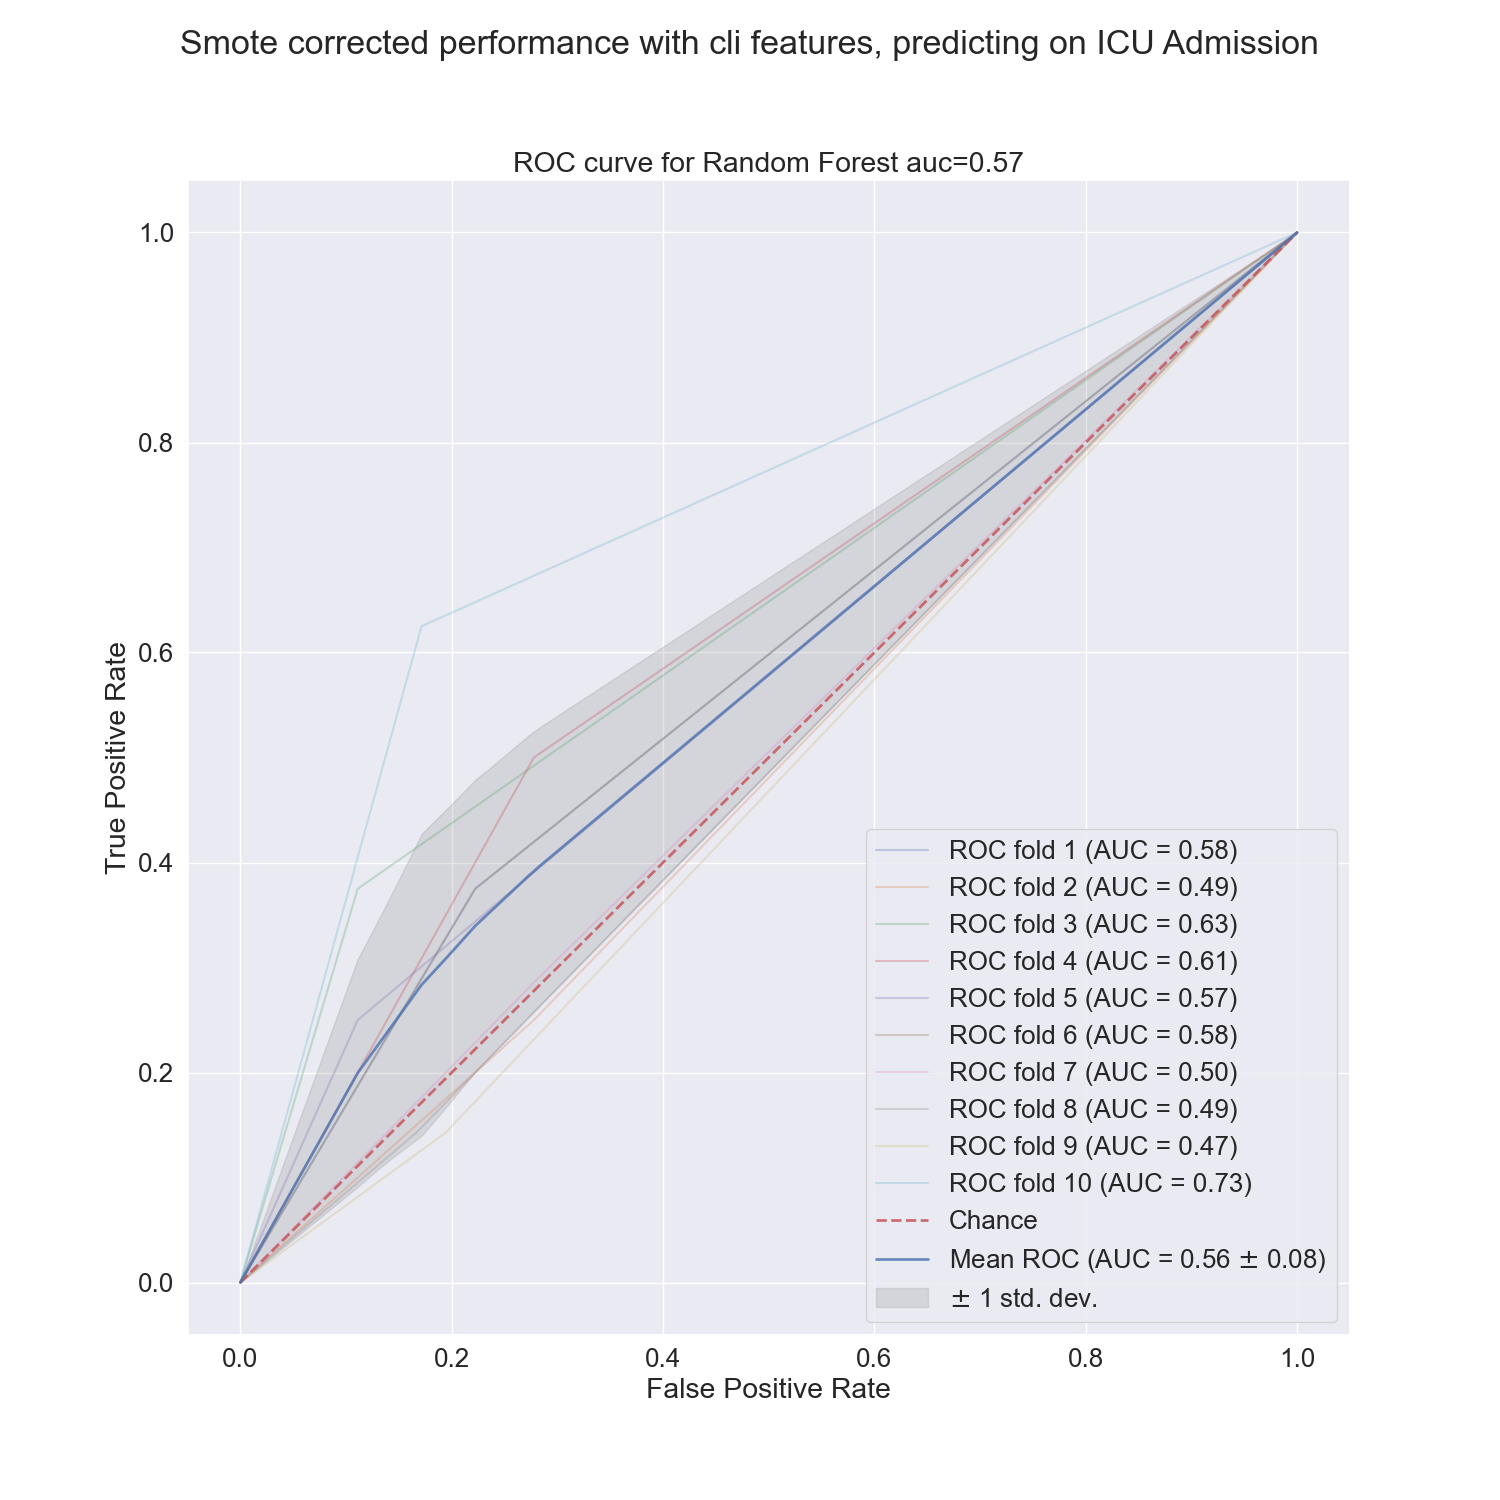 Smote corrected performance with cli features, predicting on ICU Admission
ROC curve for Random Forest auc=0.57
1.0
0.8
0.6
0.4
0.2
0.0
True Positive Rate
ROC fold 1 (AUC = 0.58)
ROC fold 2 (AUC = 0.49)
ROC fold 3 (AUC = 0.63)
ROC fold 4 (AUC = 0.61)
ROC fold 5 (AUC = 0.57)
ROC fold 6 (AUC = 0.58)
ROC fold 7 (AUC = 0.50)
ROC fold 8 (AUC = 0.49)
ROC fold 9 (AUC = 0.47)
ROC fold 10 (AUC = 0.73)
Chance
Mean ROC (AUC = 0.56 ± 0.08)
± 1 std. dev.
0.0 0.2 0.4 0.6 0.8 1.0
False Positive Rate